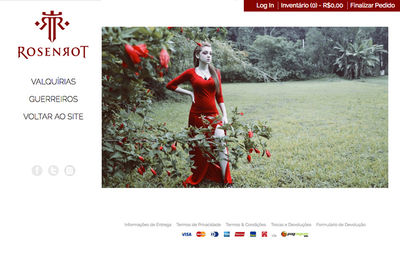 Log In | Inventário (0) - R$0,00 | Finalizar Pedido
ROSENROT
VALQUÍRIAS
GUERREIROS
VOLTAR AO SITE
Informações de Entrega Termos de Privacidade Termos & Condições Trocas e Devoluções Formulário de Devolução
VISA